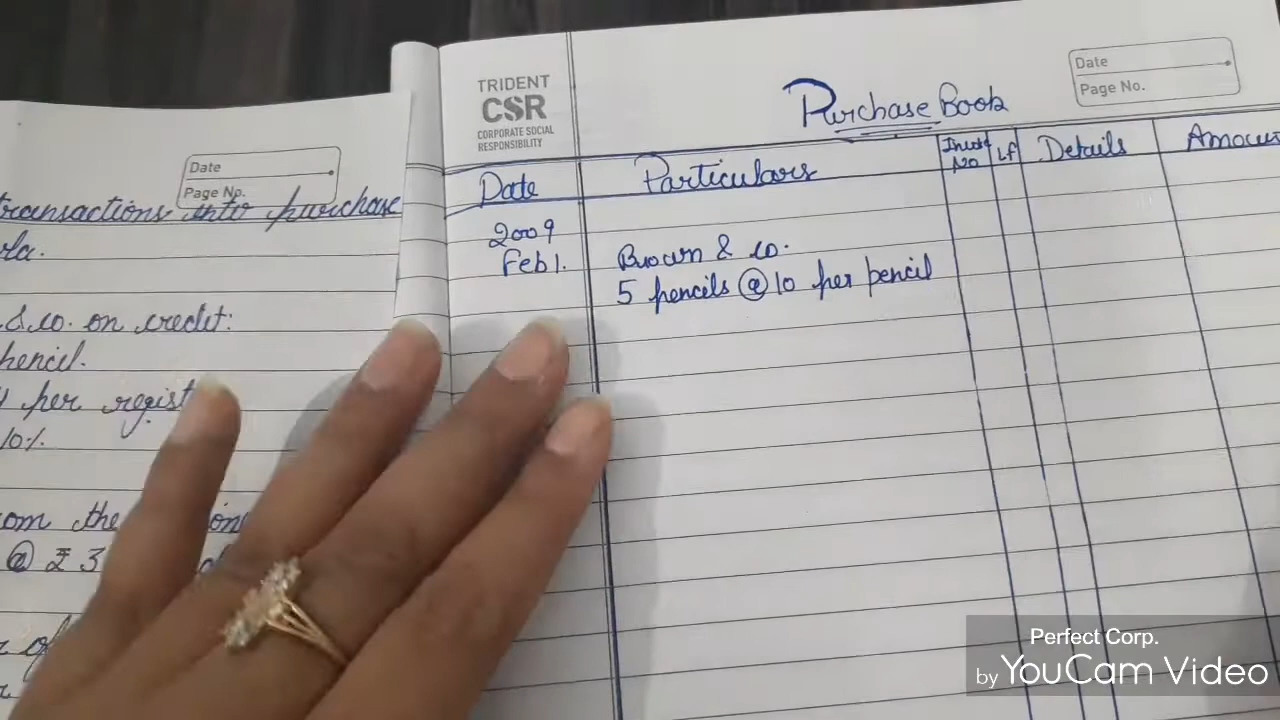 Date
Page No.
transactions into purchase
& co. on credit:
pencil.
per regist
10%
om the
@ ₹ 3
TRIDENT
CSR
CORPORATE SOCIAL
RESPONSIBILITY
Purchase Book
Date
Page No.
Date Particulars No LF Details
2009
Feb 1. Brown & co.
5 pencils @ 10 per pencil
Perfect Corp.
by YouCam Video